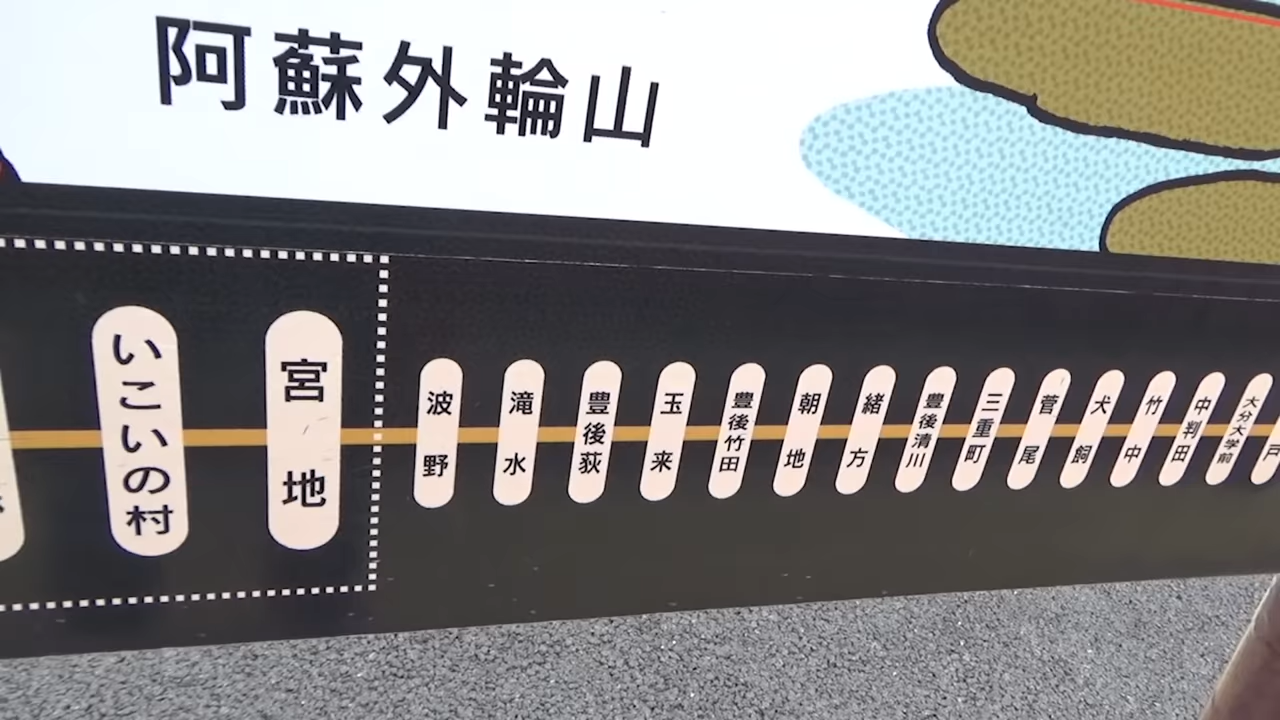 阿蘇外輪山
いこいの村
宮地
波野
滝水
豊後荻
玉来
豊後竹田
朝地
緒方
豊後清川
三重町
菅尾
犬飼
竹中
中判田
大分大学前
戸